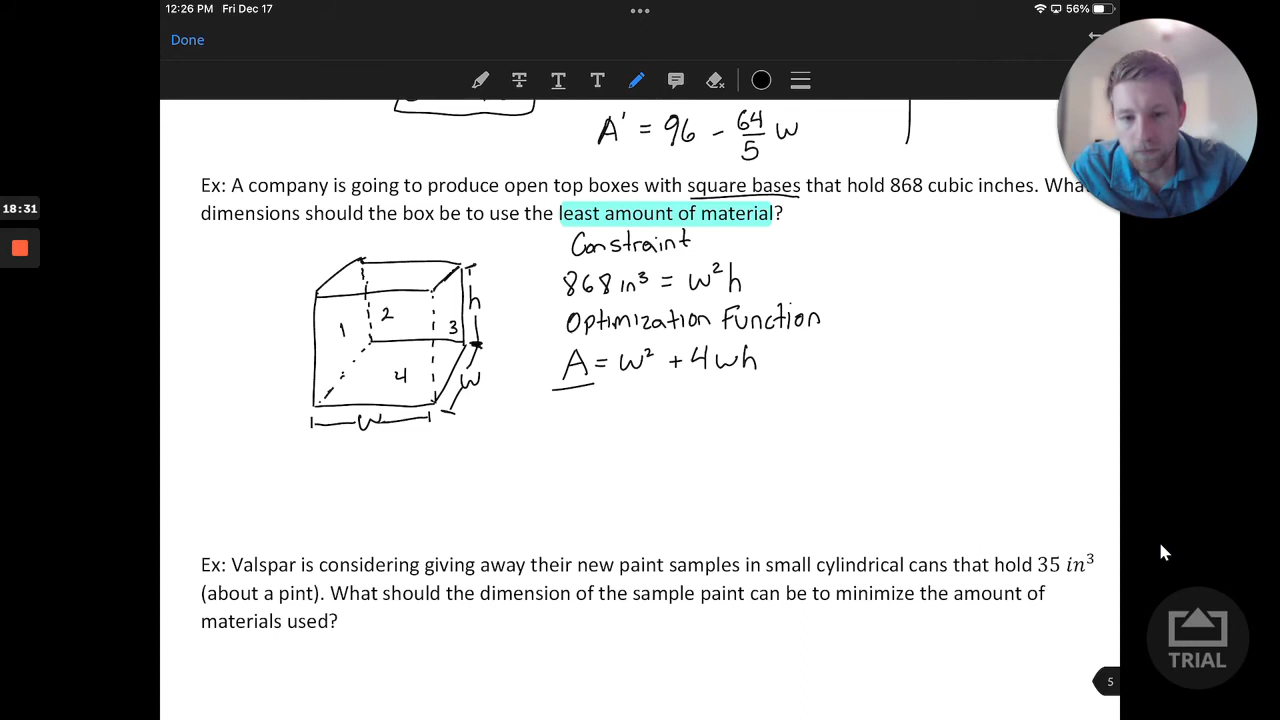 12:26 PM Fri Dec 17
56%
Done
A' = 96 - 64/5 w
Ex: A company is going to produce open top boxes with square bases that hold 868 cubic inches. What
dimensions should the box be to use the least amount of material?
18:31
Constraint
868 in³ = w²h
Optimization Function
A = w² + 4wh
1
2
3
4
h
w
w
Ex: Valspar is considering giving away their new paint samples in small cylindrical cans that hold 35 in³
(about a pint). What should the dimension of the sample paint can be to minimize the amount of
materials used?
TRIAL
5